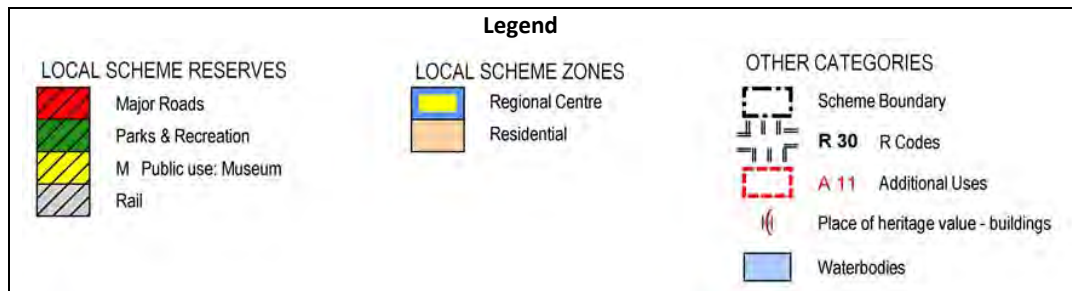 Legend
LOCAL SCHEME RESERVES
Major Roads
Parks & Recreation
M Public use: Museum
Rail
LOCAL SCHEME ZONES
Regional Centre
Residential
OTHER CATEGORIES
Scheme Boundary
R 30 R Codes
A 11 Additional Uses
Place of heritage value - buildings
Waterbodies